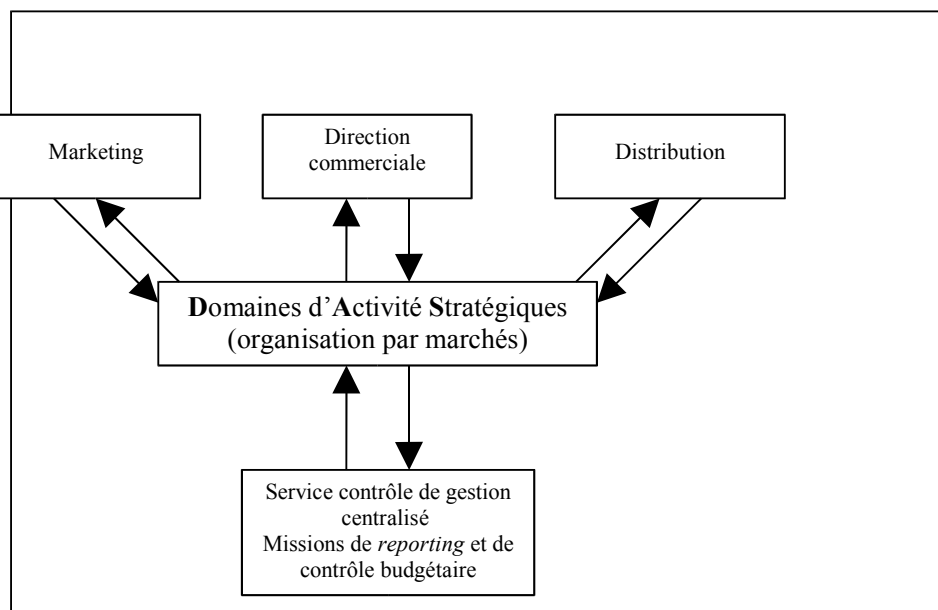 Marketing
Direction
commerciale
Distribution
Domaines d’Activité Stratégiques
(organisation par marchés)
Service contrôle de gestion
centralisé
Missions de reporting et de
contrôle budgétaire